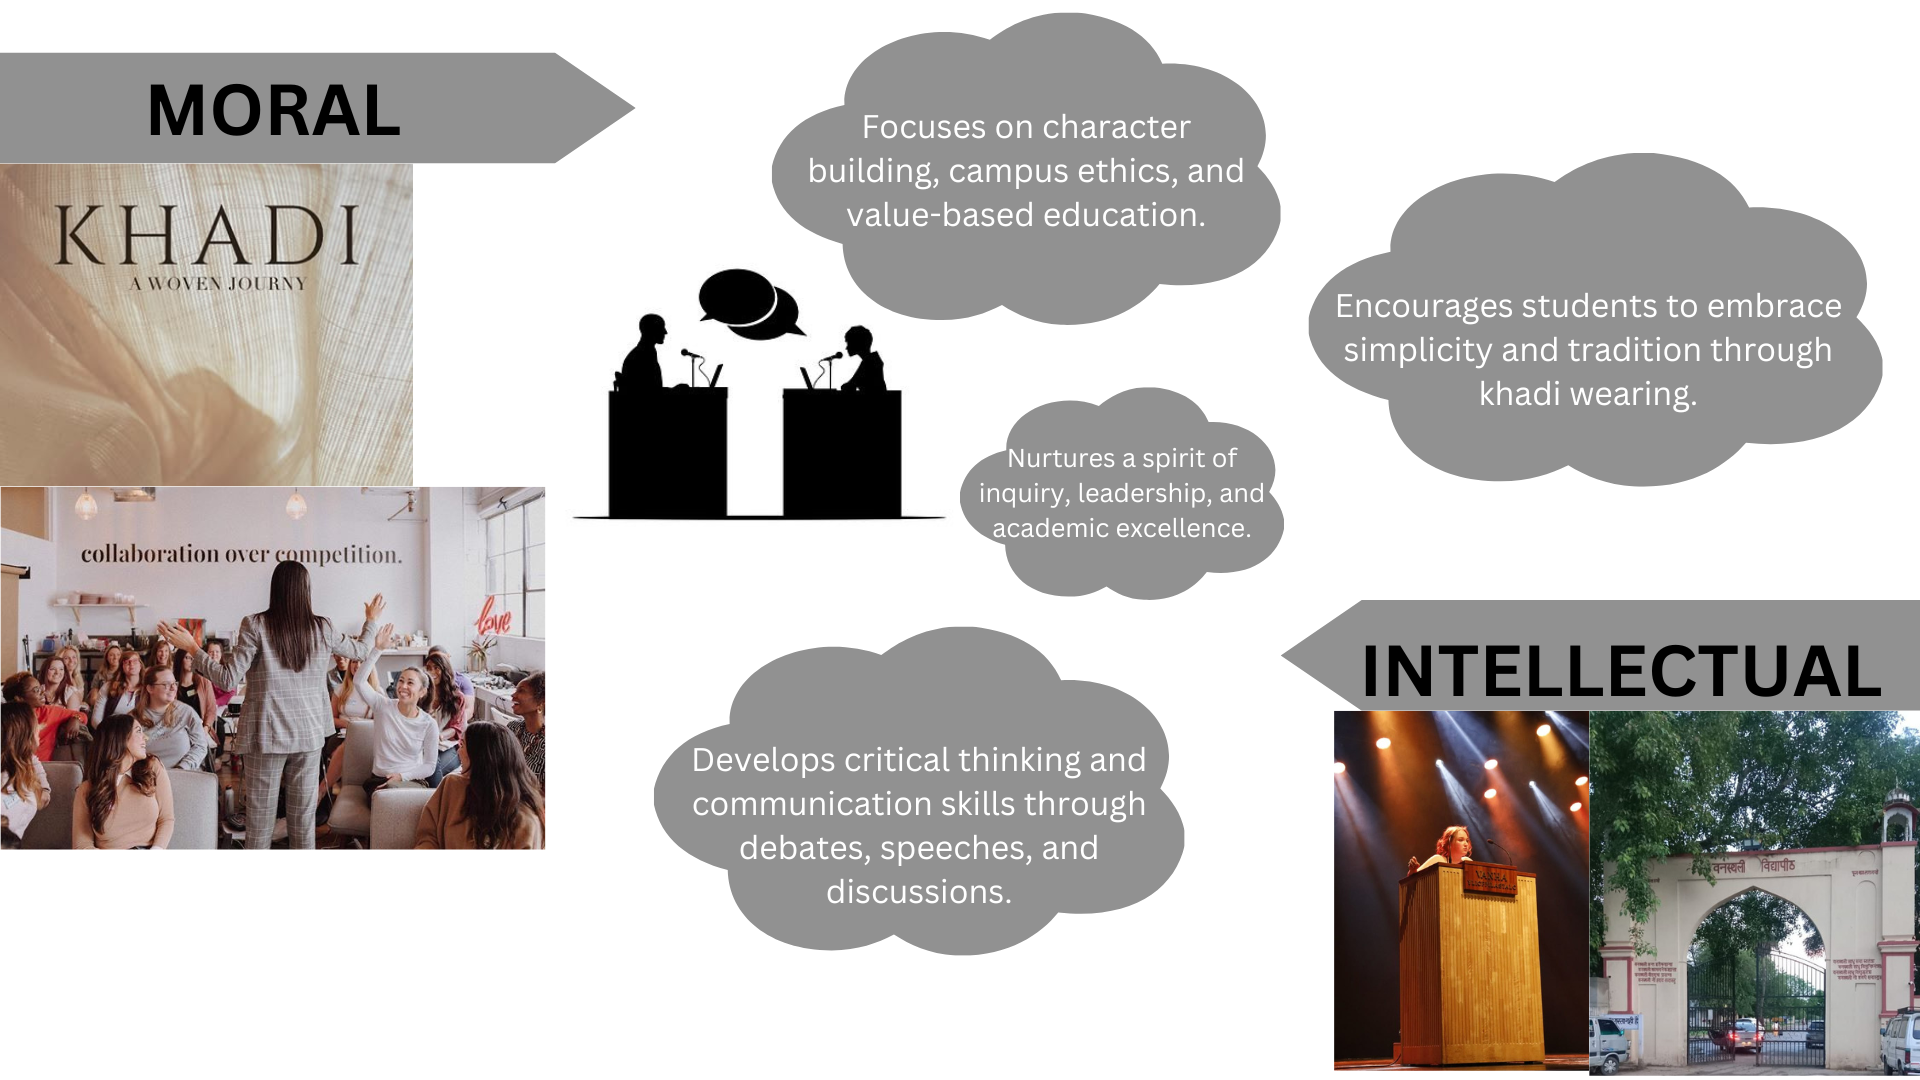 MORAL
KHADI
A WOVEN JOURNY
collaboration over competition.
love
Focuses on character
building, campus ethics, and
value-based education.
Encourages students to embrace
simplicity and tradition through
khadi wearing.
Nurtures a spirit of
inquiry, leadership, and
academic excellence.
Develops critical thinking and
communication skills through
debates, speeches, and
discussions.
INTELLECTUAL
वनस्थली विद्यापीठ